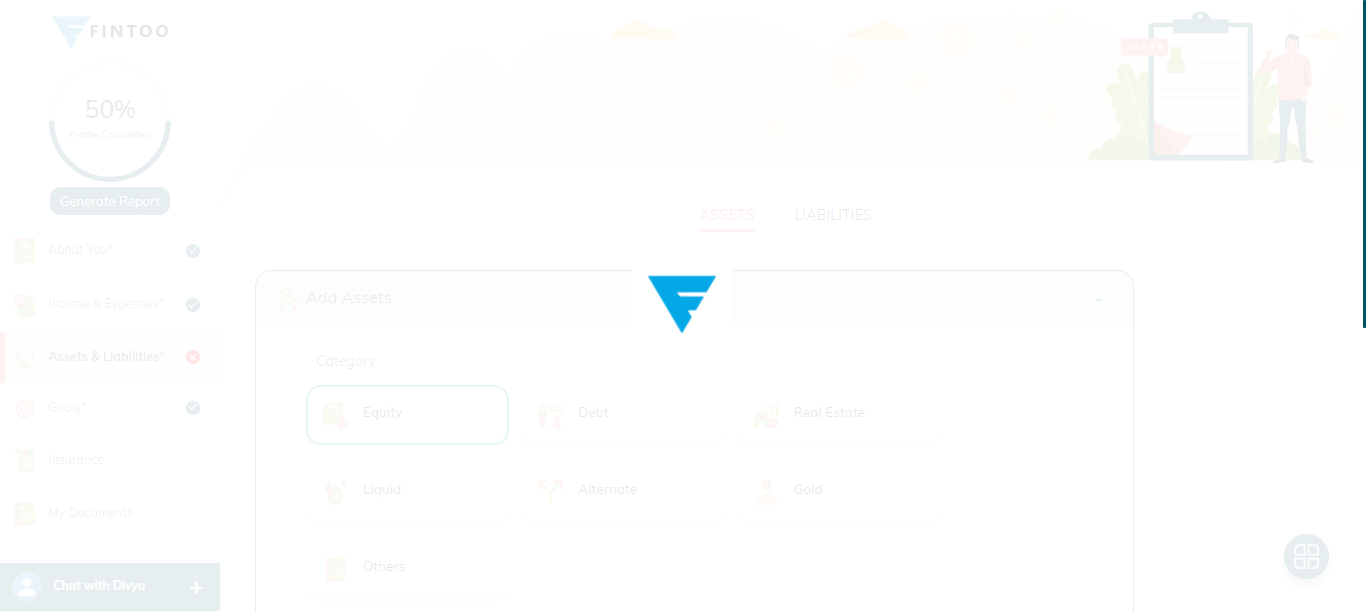 FINTOO
50%
Profile Completed
Generate Report
About You*
Income & Expenses*
Assets & Liabilities*
Goals*
Insurance
My Documents
Chat with Divya +
ASSETS LIABILITIES
Add Assets -
Category
Equity Debt Real Estate
Liquid Alternate Gold
Others